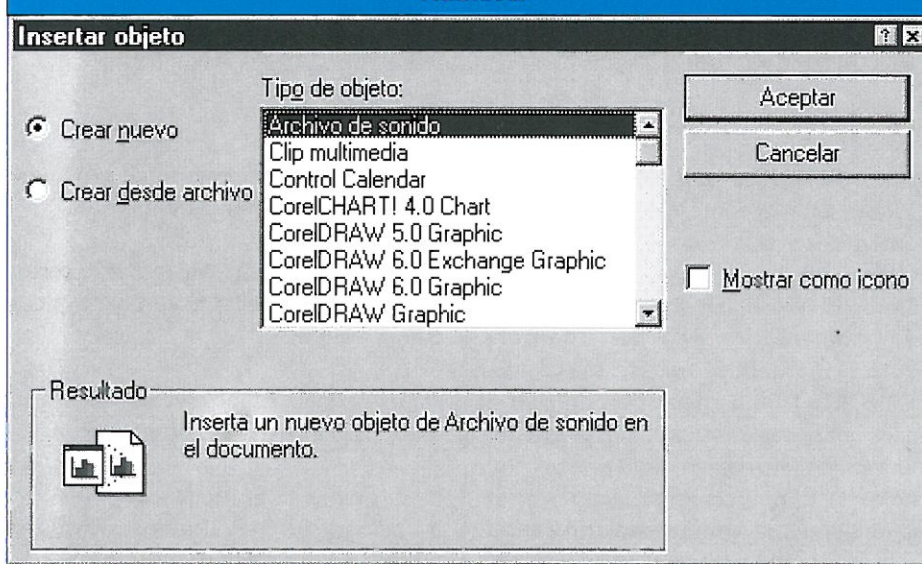 Insertar objeto
Tipo de objeto:
Crear nuevo
Crear desde archivo
Archivo de sonido
Clip multimedia
Control Calendar
CorelCHART! 4.0 Chart
CorelDRAW 5.0 Graphic
CorelDRAW 6.0 Exchange Graphic
CorelDRAW 6.0 Graphic
CorelDRAW Graphic
Aceptar
Cancelar
Mostrar como icono
Resultado
Inserta un nuevo objeto de Archivo de sonido en
el documento.